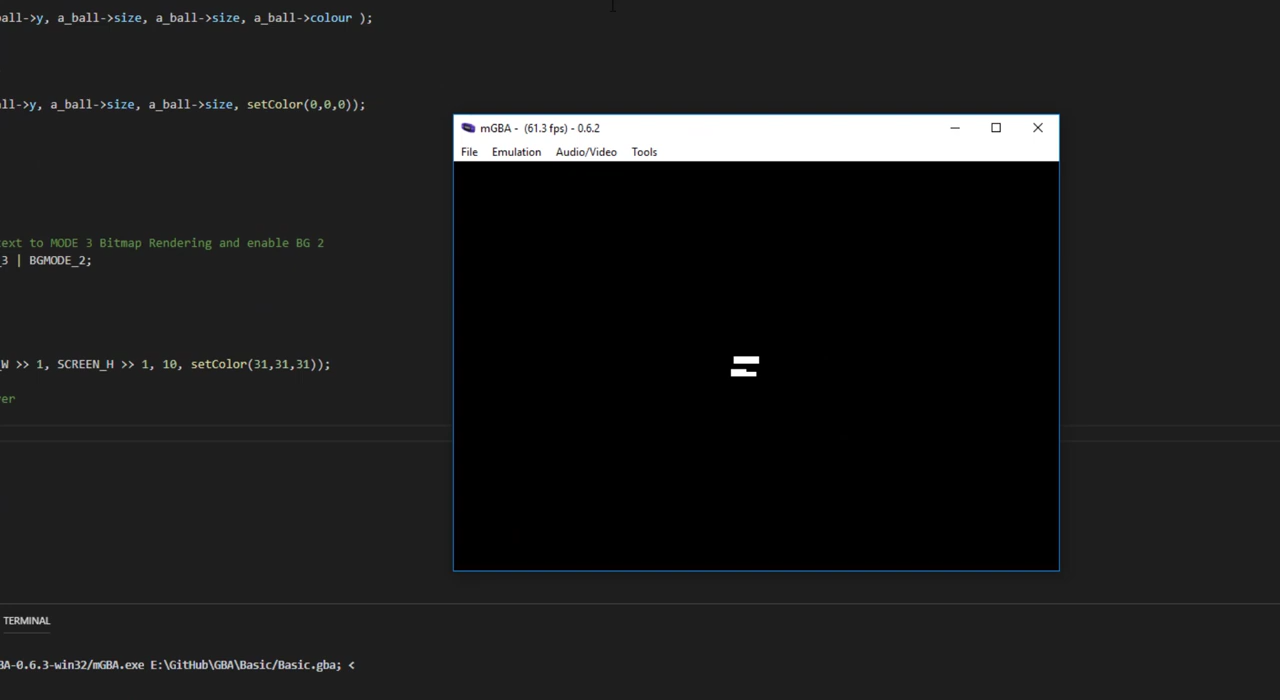 all->y, a_ball->size, a_ball->size, a_ball->colour );
ll->y, a_ball->size, a_ball->size, setColor(0,0,0));
mGBA - (61.3 fps) - 0.6.2
File Emulation Audio/Video Tools
ext to MODE 3 Bitmap Rendering and enable BG 2
_3 | BGMODE_2;
_W >> 1, SCREEN_H >> 1, 10, setColor(31,31,31));
er
TERMINAL
BA-0.6.3-win32/mGBA.exe E:\GitHub\GBA\Basic/Basic.gba; <